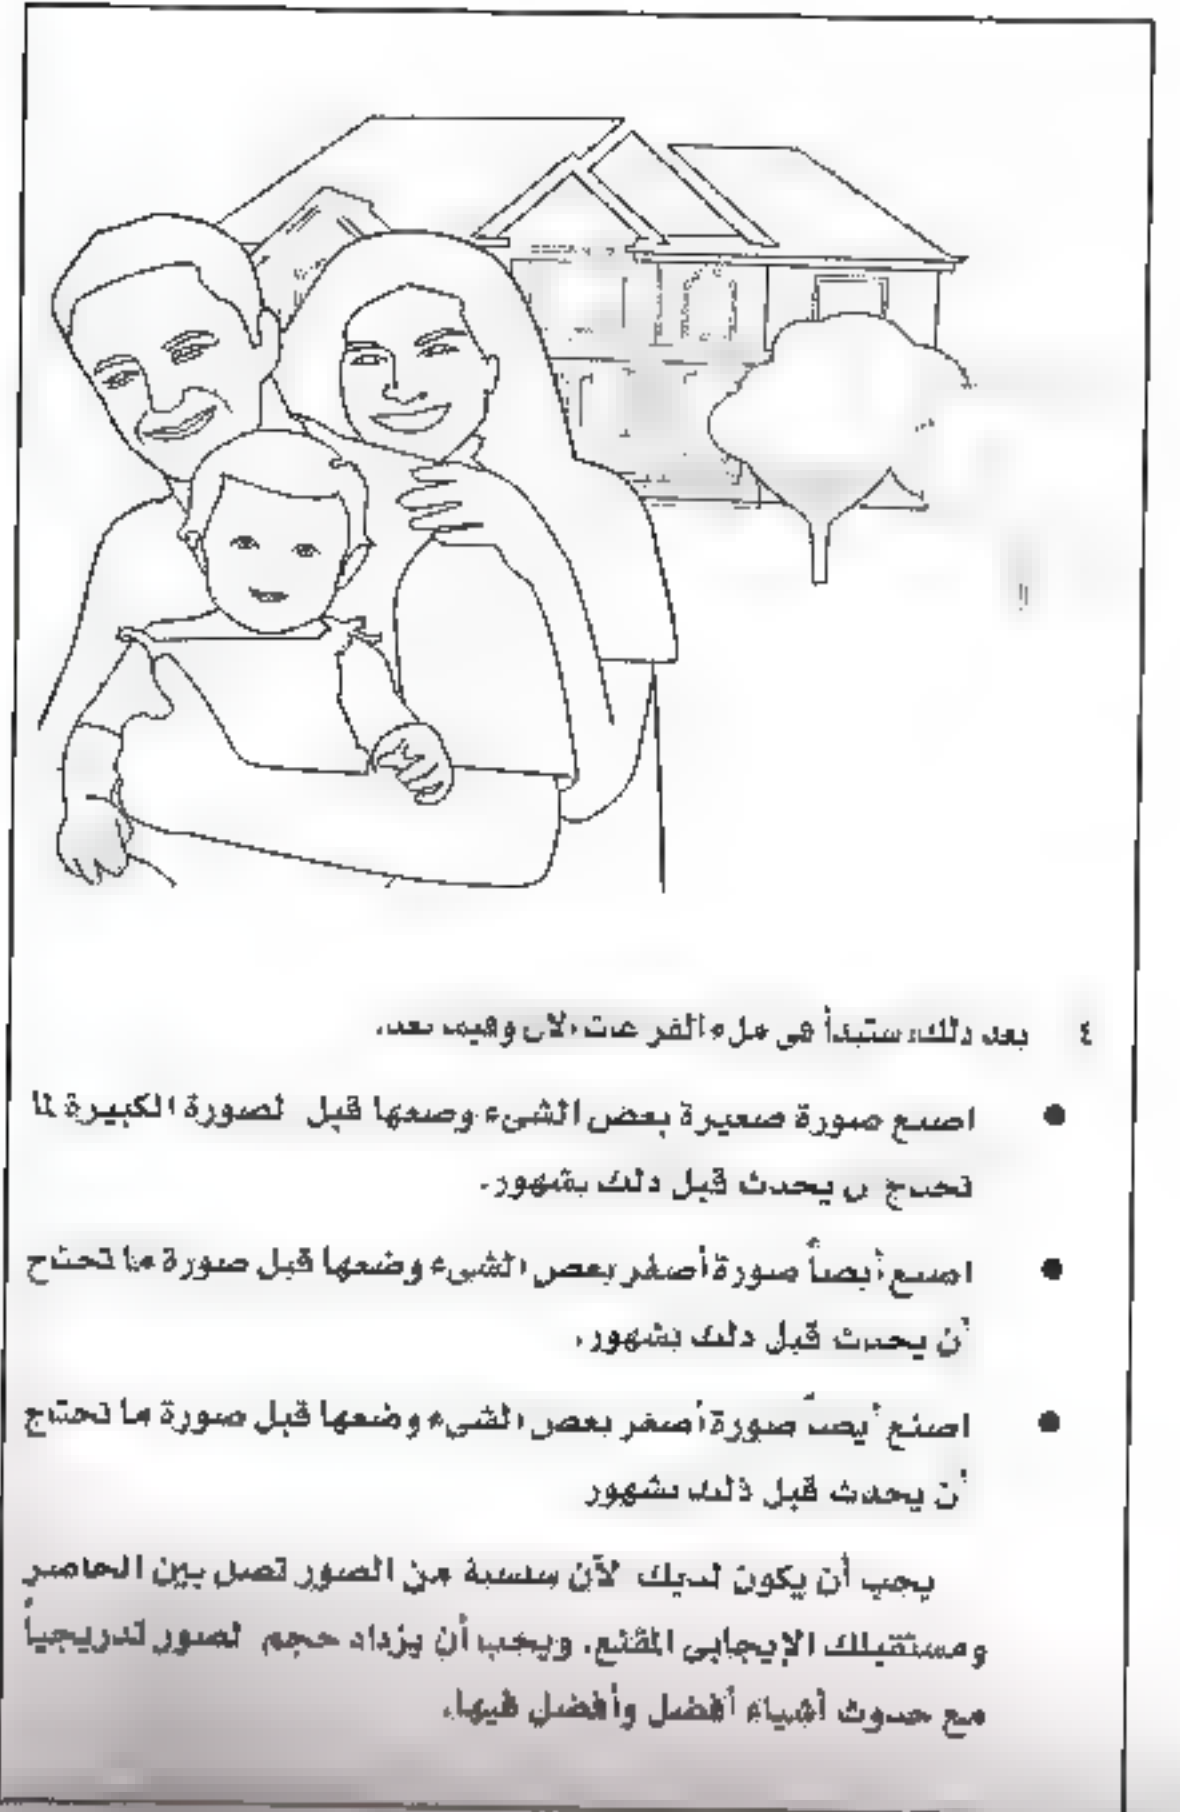 ٤ بعد ذلك، ستبدأ في ملء الفراغات الآن وفيما بعد.
● اصنع صورة صغيرة بعض الشيء وضعها قبل الصورة الكبيرة لما
تحتاج أن يحدث قبل ذلك بشهور.
● اصنع أيضاً صورة أصغر بعض الشيء وضعها قبل صورة ما تحتاج
أن يحدث قبل ذلك بشهور.
● اصنع أيضاً صورة أصغر بعض الشيء وضعها قبل صورة ما تحتاج
أن يحدث قبل ذلك بشهور
يجب أن يكون لديك الآن سلسلة من الصور تصل بين الحاضر
ومستقبلك الإيجابي المقنع. ويجب أن يزداد حجم الصور تدريجياً
مع حدوث أشياء أفضل وأفضل فيها.